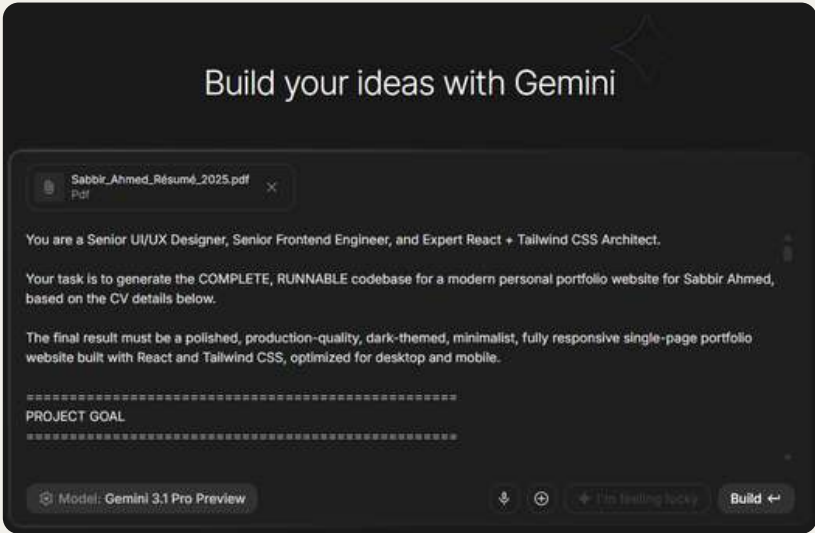 Build your ideas with Gemini
Sabbir_Ahmed_Résumé_2025.pdf
Pdf
You are a Senior UI/UX Designer, Senior Frontend Engineer, and Expert React + Tailwind CSS Architect.
Your task is to generate the COMPLETE, RUNNABLE codebase for a modern personal portfolio website for Sabbir Ahmed,
based on the CV details below.
The final result must be a polished, production-quality, dark-themed, minimalist, fully responsive single-page portfolio
website built with React and Tailwind CSS, optimized for desktop and mobile.
==================================================
PROJECT GOAL
==================================================
Model: Gemini 3.1 Pro Preview
I'm feeling lucky
Build ↵